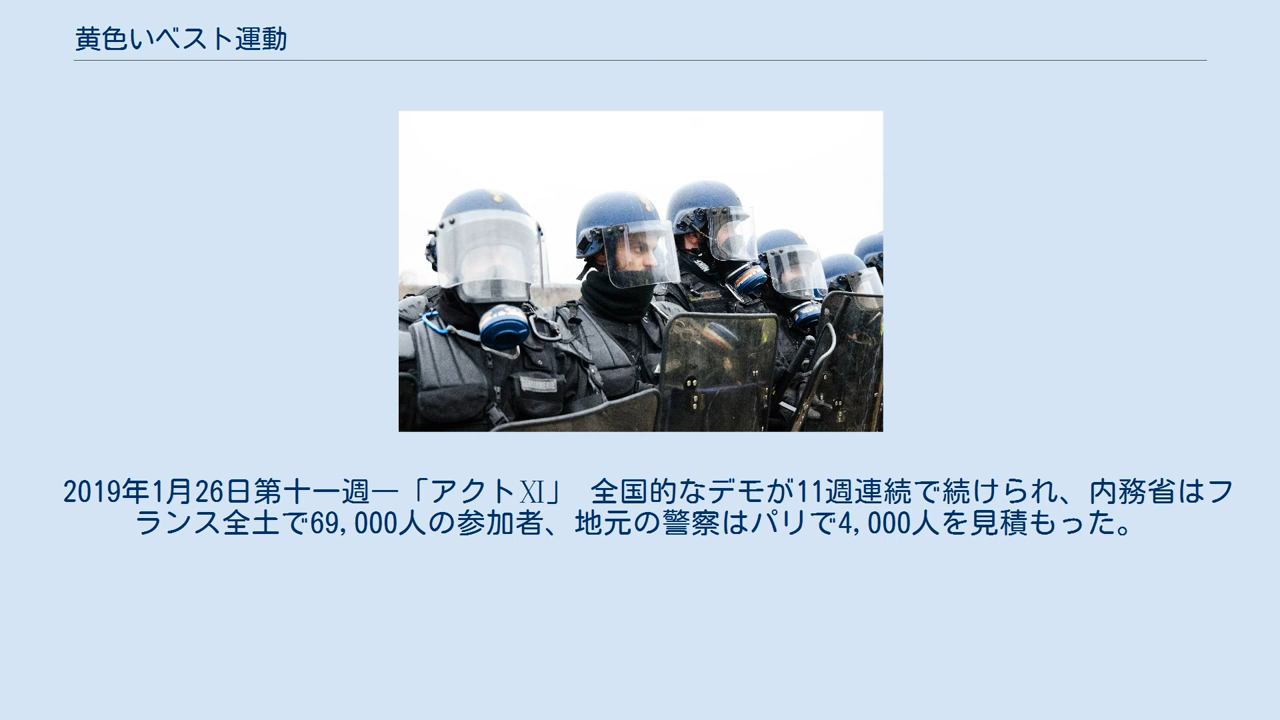 黄色いベスト運動
2019年1月26日第十一週―「アクトⅪ」 全国的なデモが11週連続で続けられ、内務省はフ
ランス全土で69,000人の参加者、地元の警察はパリで4,000人を見積もった。